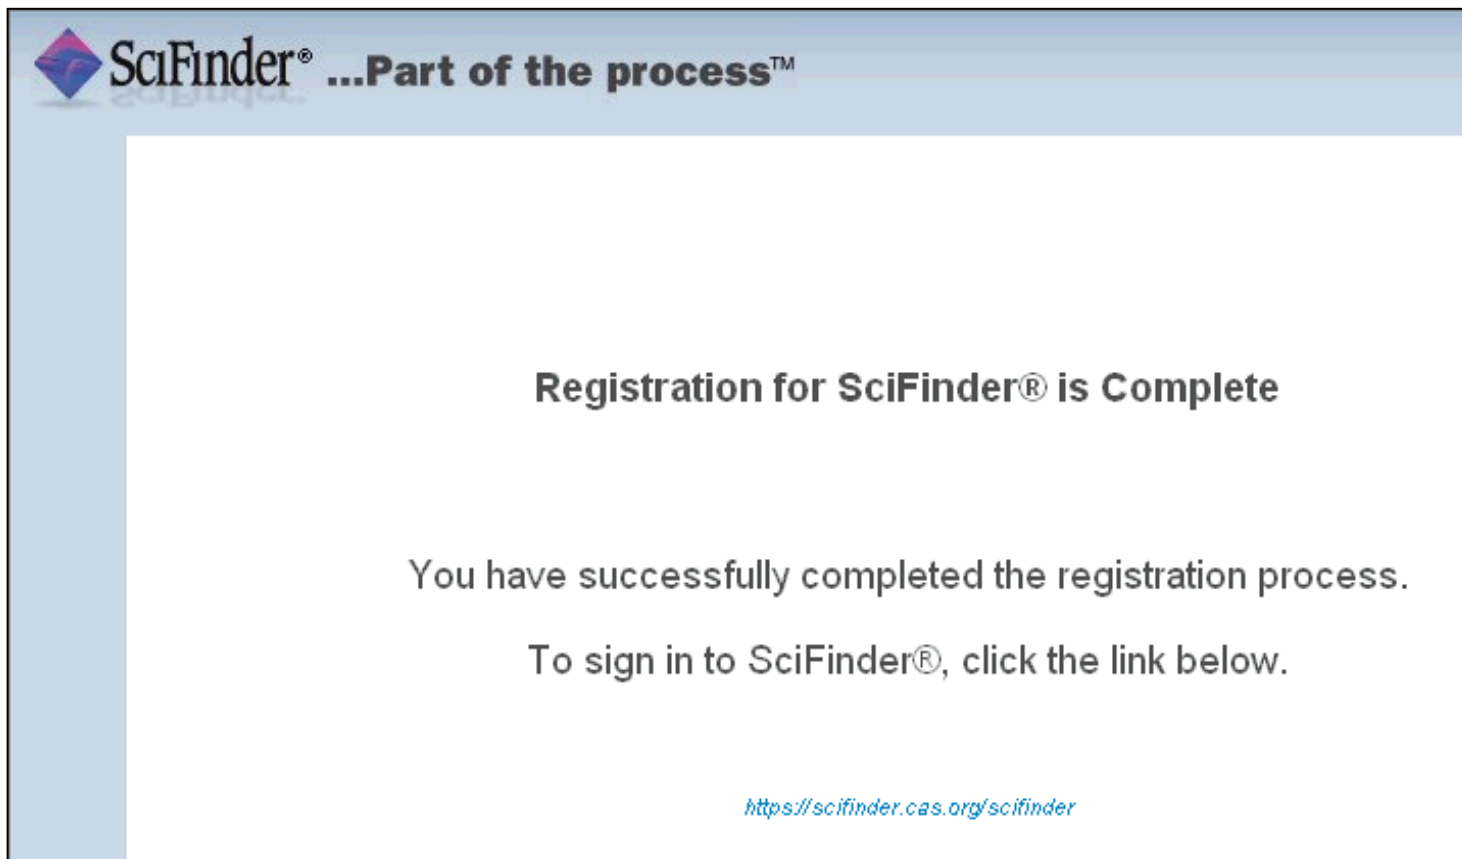 SciFinder® ...Part of the process™
Registration for SciFinder® is Complete
You have successfully completed the registration process.
To sign in to SciFinder®, click the link below.
https://scifinder.cas.org/scifinder